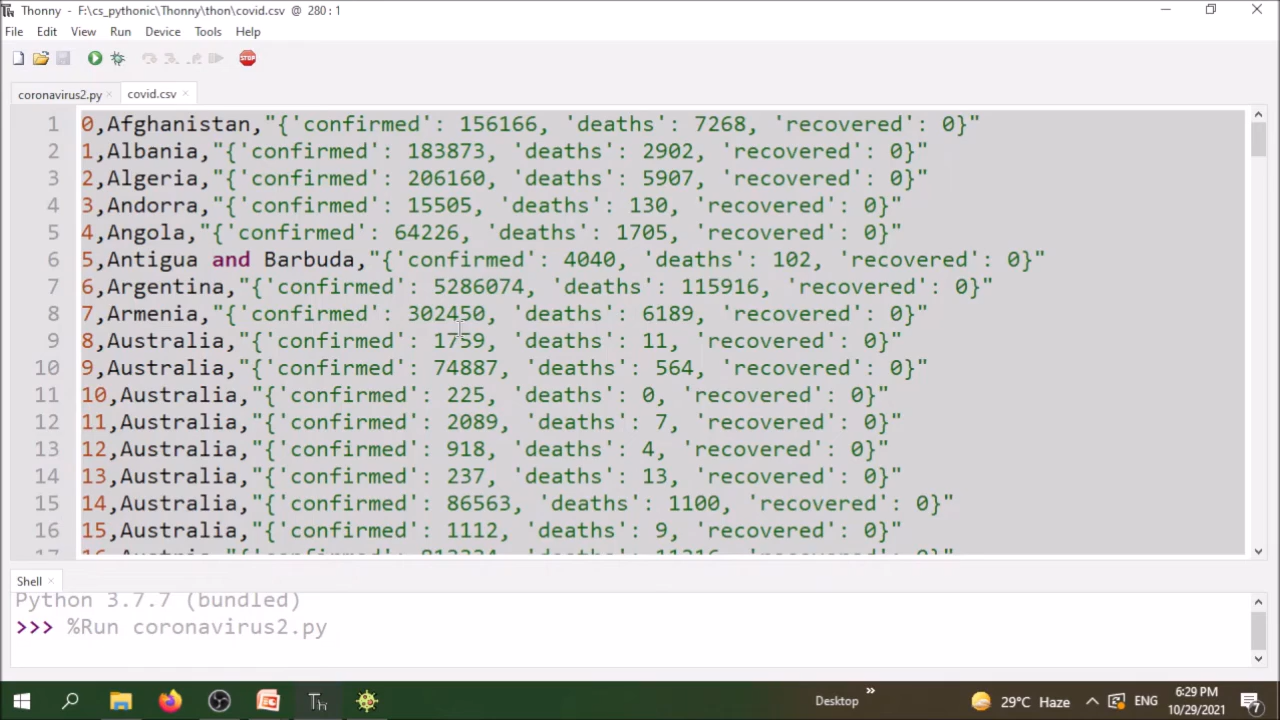 Thonny - F:\cs_pythonic\Thonny\thon\covid.csv @ 280 : 1
File Edit View Run Device Tools Help
coronavirus2.py × covid.csv ×
1 0,Afghanistan,"{'confirmed': 156166, 'deaths': 7268, 'recovered': 0}"
2 1,Albania,"{'confirmed': 183873, 'deaths': 2902, 'recovered': 0}"
3 2,Algeria,"{'confirmed': 206160, 'deaths': 5907, 'recovered': 0}"
4 3,Andorra,"{'confirmed': 15505, 'deaths': 130, 'recovered': 0}"
5 4,Angola,"{'confirmed': 64226, 'deaths': 1705, 'recovered': 0}"
6 5,Antigua and Barbuda,"{'confirmed': 4040, 'deaths': 102, 'recovered': 0}"
7 6,Argentina,"{'confirmed': 5286074, 'deaths': 115916, 'recovered': 0}"
8 7,Armenia,"{'confirmed': 302450, 'deaths': 6189, 'recovered': 0}"
9 8,Australia,"{'confirmed': 1759, 'deaths': 11, 'recovered': 0}"
10 9,Australia,"{'confirmed': 74887, 'deaths': 564, 'recovered': 0}"
11 10,Australia,"{'confirmed': 225, 'deaths': 0, 'recovered': 0}"
12 11,Australia,"{'confirmed': 2089, 'deaths': 7, 'recovered': 0}"
13 12,Australia,"{'confirmed': 918, 'deaths': 4, 'recovered': 0}"
14 13,Australia,"{'confirmed': 237, 'deaths': 13, 'recovered': 0}"
15 14,Australia,"{'confirmed': 86563, 'deaths': 1100, 'recovered': 0}"
16 15,Australia,"{'confirmed': 1112, 'deaths': 9, 'recovered': 0}"
Shell ×
Python 3.7.7 (bundled)
>>> %Run coronavirus2.py
Desktop » 29°C Haze ENG 6:29 PM
10/29/2021 7